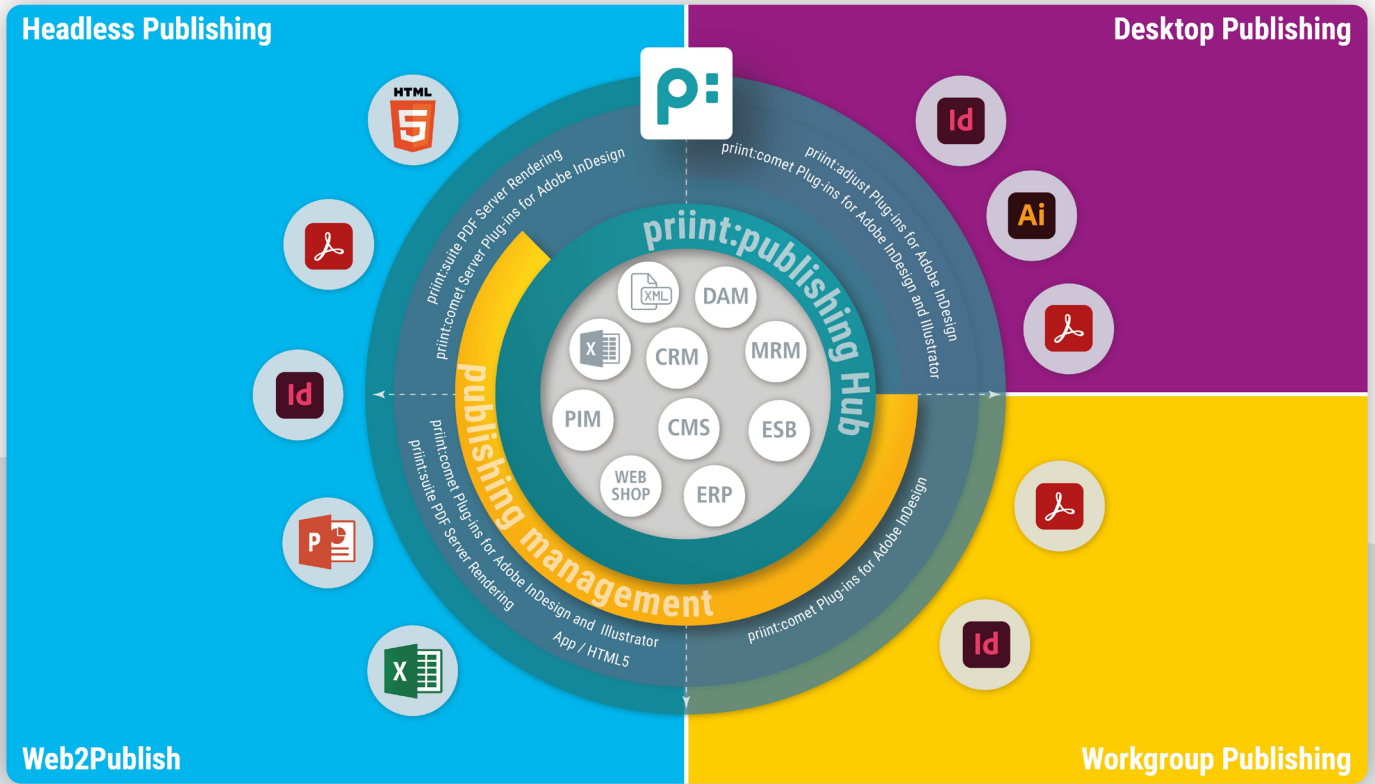 Headless Publishing
Desktop Publishing
p:
HTML
5
Id
Ai
Id
P
X
Id
priint:suite PDF Server Rendering
priint:comet Server Plug-ins for Adobe InDesign
priint:adjust Plug-ins for Adobe InDesign
priint:comet Plug-ins for Adobe InDesign and Illustrator
priint:publishing Hub
XML
DAM
X
CRM
MRM
PIM
CMS
ESB
WEB
SHOP
ERP
publishing management
priint:comet Plug-ins for Adobe InDesign and Illustrator
priint:suite PDF Server Rendering
App / HTML5
priint:comet Plug-ins for Adobe InDesign
Web2Publish
Workgroup Publishing